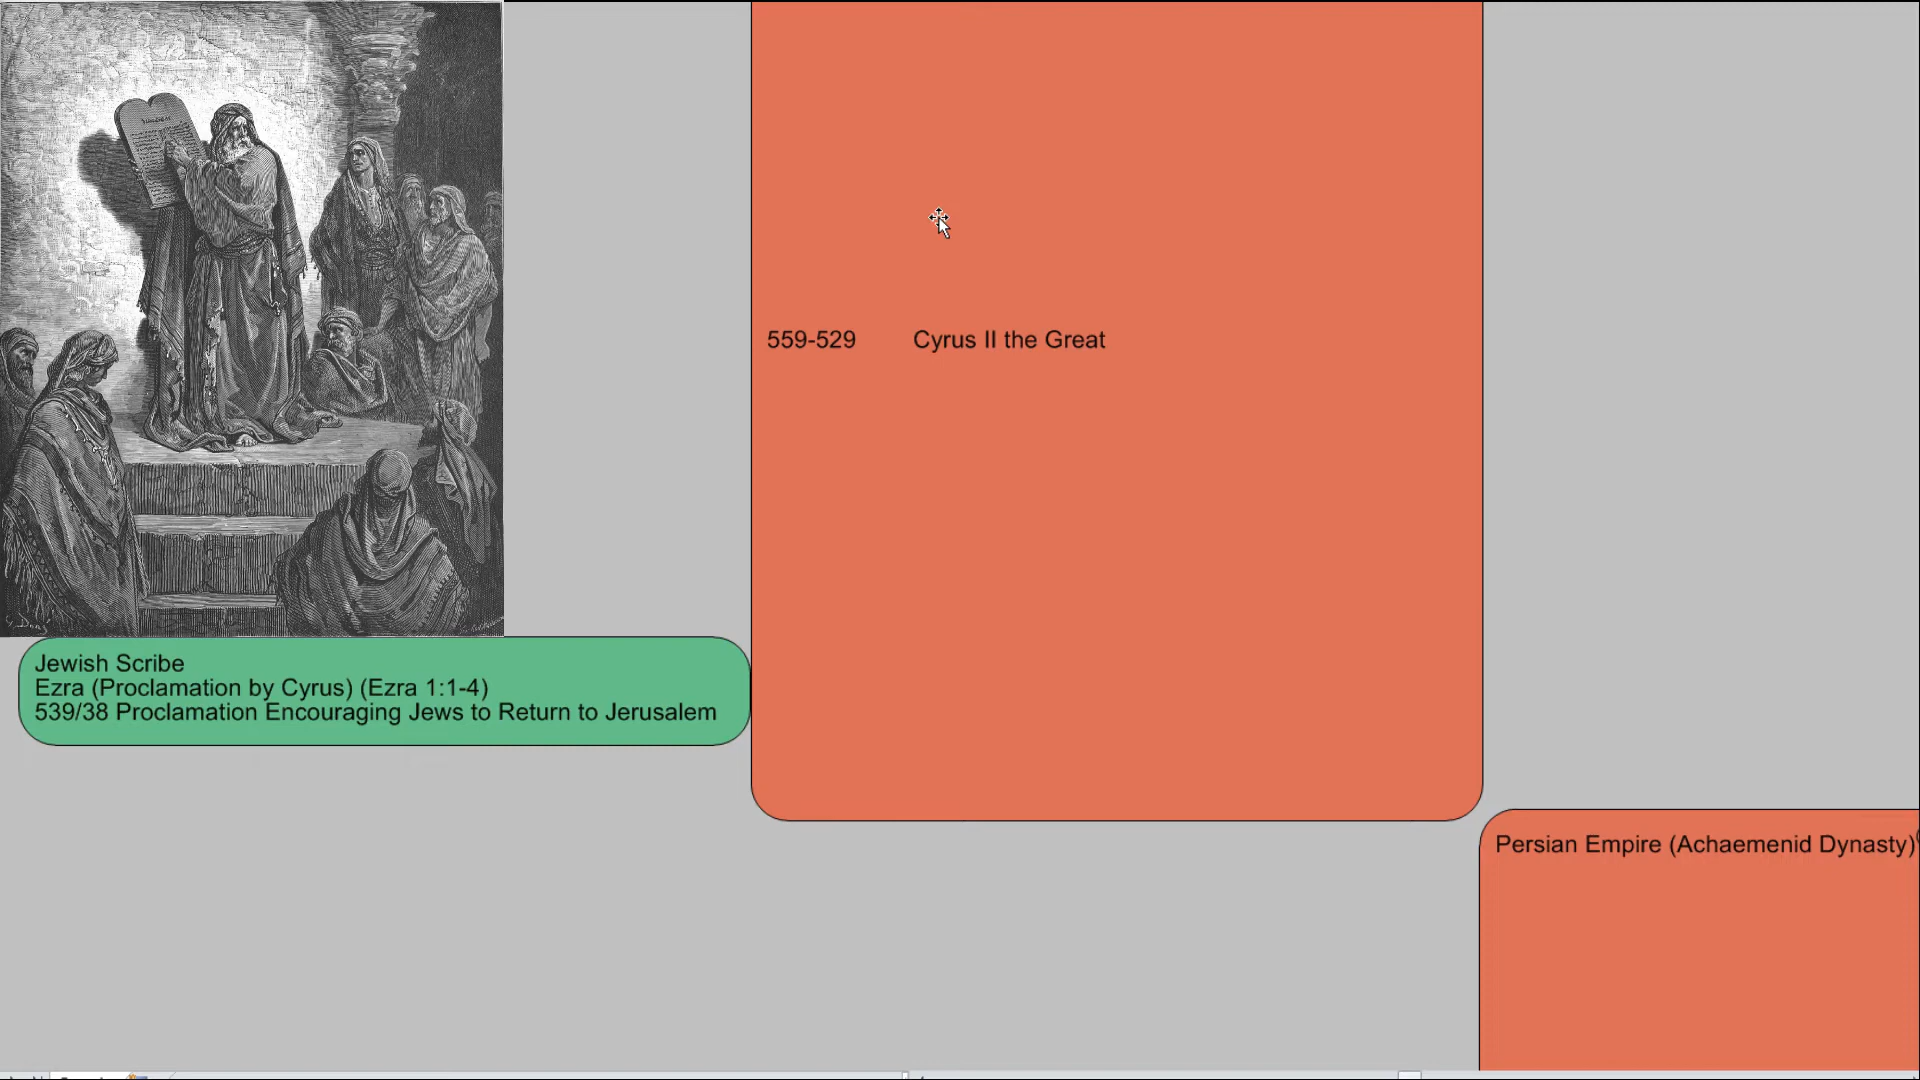 559-529 Cyrus II the Great
Jewish Scribe
Ezra (Proclamation by Cyrus) (Ezra 1:1-4)
539/38 Proclamation Encouraging Jews to Return to Jerusalem
Persian Empire (Achaemenid Dynasty)